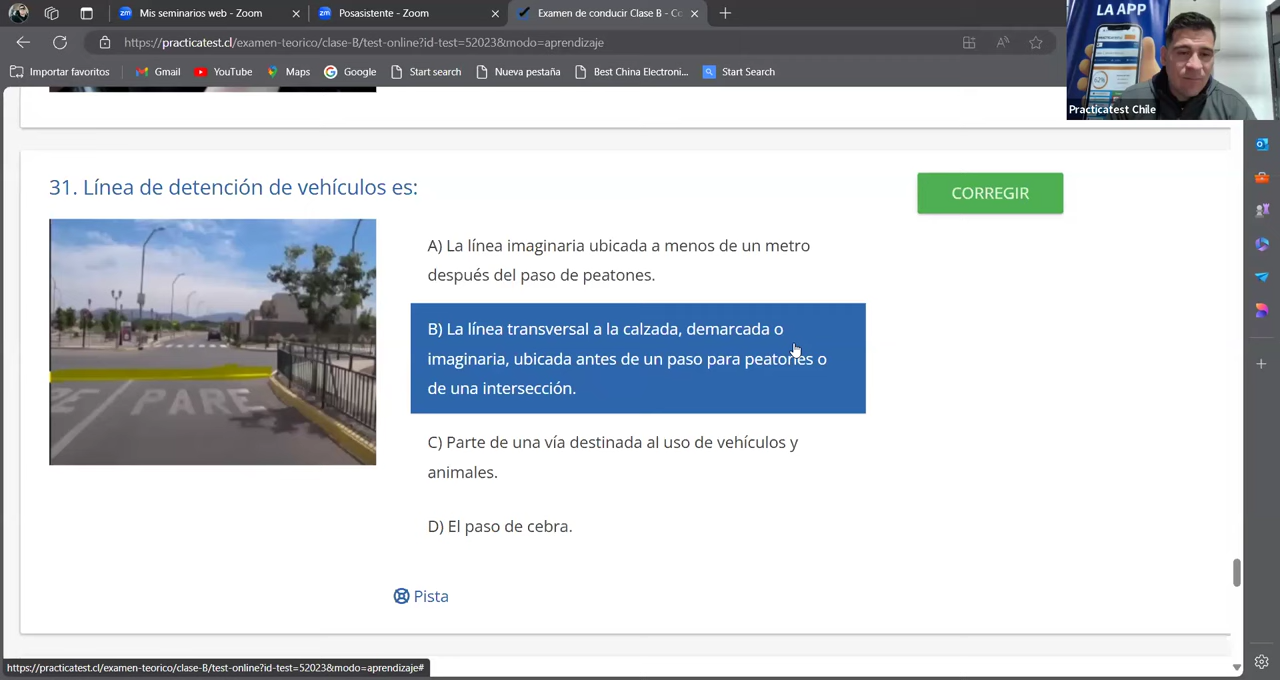 Mis seminarios web - Zoom
Posasistente - Zoom
Examen de conducir Clase B - Co
https://practicatest.cl/examen-teorico/clase-B/test-online?id-test=52023&modo=aprendizaje
Importar favoritos
Gmail
YouTube
Maps
Google
Start search
Nueva pestaña
Best China Electroni...
Start Search
LA APP
Practicatest Chile
31. Línea de detención de vehículos es:
CORREGIR
A) La línea imaginaria ubicada a menos de un metro
después del paso de peatones.
B) La línea transversal a la calzada, demarcada o
imaginaria, ubicada antes de un paso para peatones o
de una intersección.
C) Parte de una vía destinada al uso de vehículos y
animales.
D) El paso de cebra.
PARE
Pista
https://practicatest.cl/examen-teorico/clase-B/test-online?id-test=52023&modo=aprendizaje#